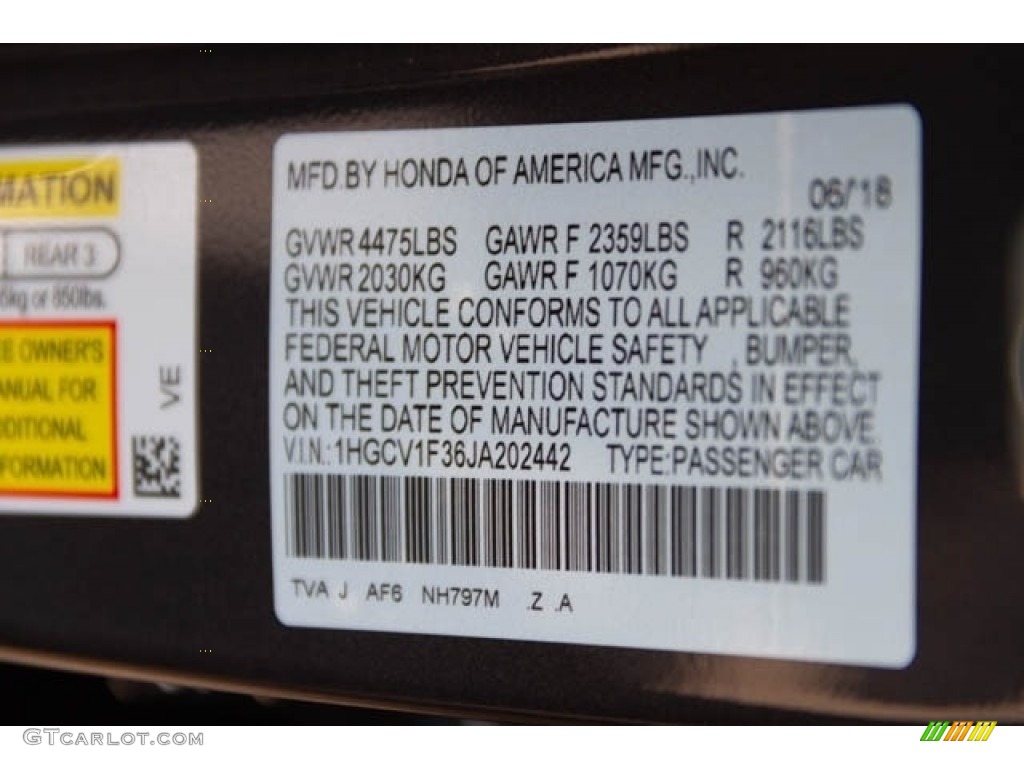 MATION
REAR 3
kg or 850lbs.
E OWNER'S
ANUAL FOR
DDITIONAL
FORMATION
VE
MFD.BY HONDA OF AMERICA MFG.,INC.
06/18
GVWR 4475LBS GAWR F 2359LBS R 2116LBS
GVWR 2030KG GAWR F 1070KG R 960KG
THIS VEHICLE CONFORMS TO ALL APPLICABLE
FEDERAL MOTOR VEHICLE SAFETY , BUMPER,
AND THEFT PREVENTION STANDARDS IN EFFECT
ON THE DATE OF MANUFACTURE SHOWN ABOVE.
V.I.N.:1HGCV1F36JA202442 TYPE:PASSENGER CAR
TVA J AF6 NH797M .Z .A
GTcarlot.com